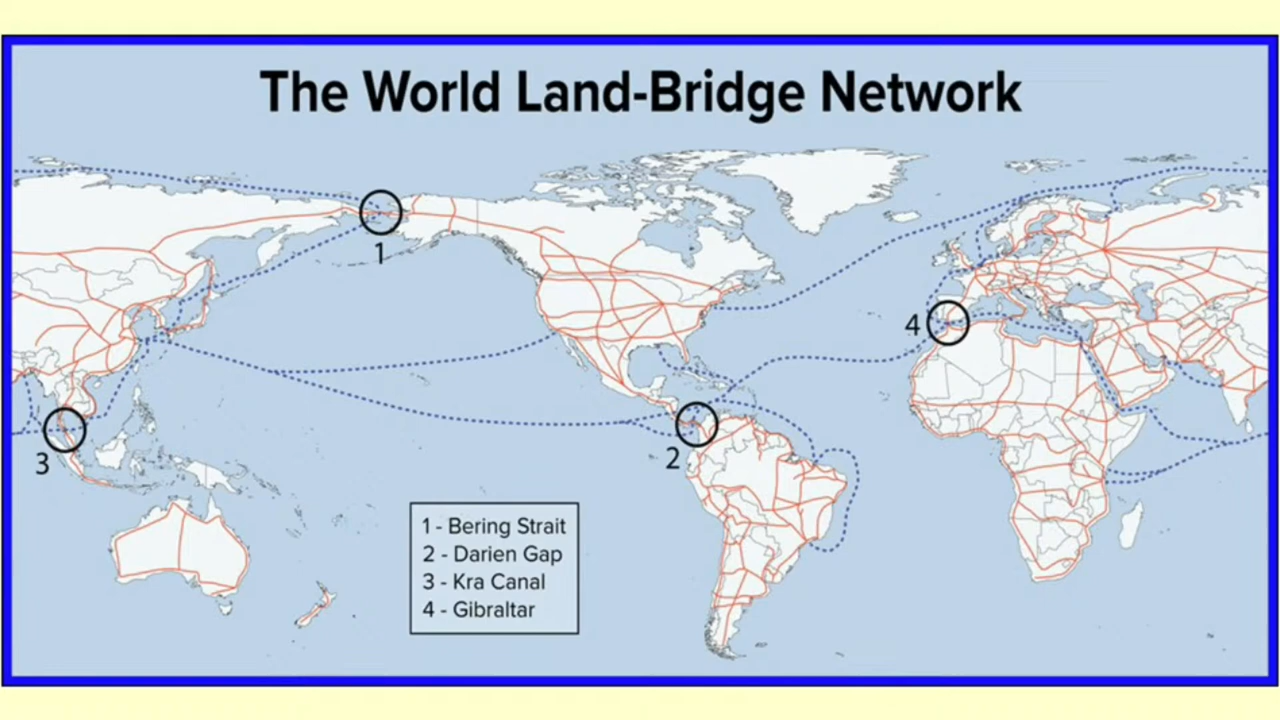 The World Land-Bridge Network
1
4
2
3
1 - Bering Strait
2 - Darien Gap
3 - Kra Canal
4 - Gibraltar